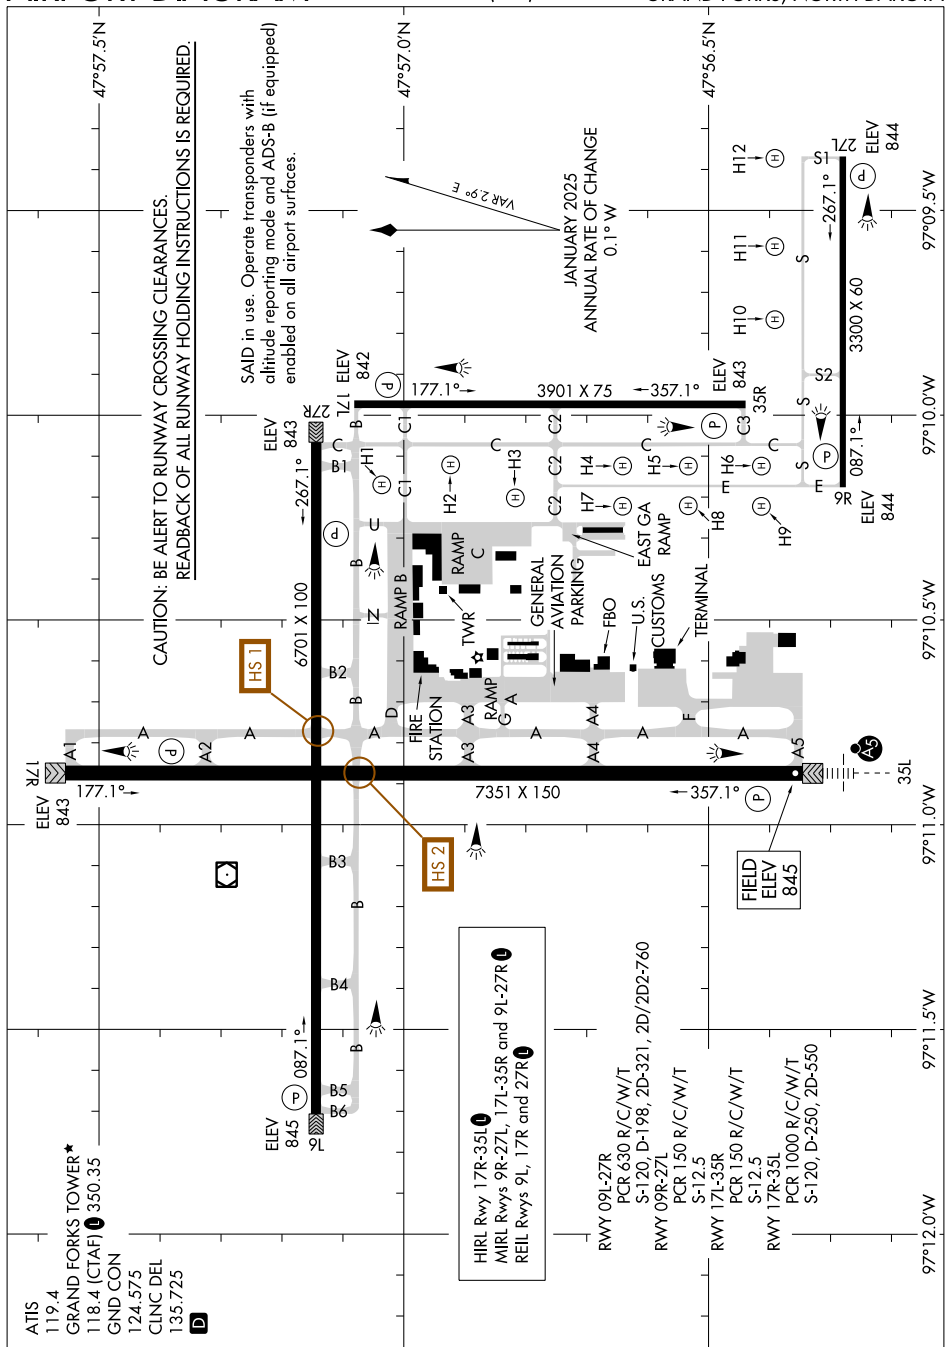 47°57.5'N
47°57.0'N
47°56.5'N
CAUTION: BE ALERT TO RUNWAY CROSSING CLEARANCES.
READBACK OF ALL RUNWAY HOLDING INSTRUCTIONS IS REQUIRED.
SAID in use. Operate transponders with
altitude reporting mode and ADS-B (if equipped)
enabled on all airport surfaces.
VAR 2.9° E
JANUARY 2025
ANNUAL RATE OF CHANGE
0.1° W
H12
H
H11
H
H10
H
S1
27L
ELEV
844
267.1°
P
S
3300 X 60
S2
S
S
087.1°
P
9R
ELEV
844
E
E
ELEV
842
17L
P
177.1°
3901 X 75
357.1°
P
ELEV
843
35R
C3
ELEV
843
27R
267.1°
P
6701 X 100
C
B1
B
C1
C1
C
C2
C2
C2
C
C
H1
H
H2
H
H3
H
H4
H
H5
H
H6
H
H7
H
H8
H
H9
H
U
B
N
B2
B
RAMP B
RAMP
C
TWR
GENERAL
AVIATION
PARKING
EAST GA
RAMP
FBO
U.S.
CUSTOMS
TERMINAL
FIRE
STATION
RAMP
A
G
D
F
HS 1
HS 2
17R
ELEV
843
A1
A
P
A2
A
A
A3
A3
A
A4
A4
A
A5
177.1°
7351 X 150
357.1°
P
35L
A5
FIELD
ELEV
845
B3
B
B4
B
B5
B6
087.1°
P
ELEV
845
9L
97°09.5'W
97°10.0'W
97°10.5'W
97°11.0'W
97°11.5'W
97°12.0'W
HIRL Rwy 17R-35L L
MIRL Rwys 9R-27L, 17L-35R and 9L-27R L
REIL Rwys 9L, 17R and 27R L
RWY 09L-27R
PCR 630 R/C/W/T
S-120, D-198, 2D-321, 2D/2D2-760
RWY 09R-27L
PCR 150 R/C/W/T
S-12.5
RWY 17L-35R
PCR 150 R/C/W/T
S-12.5
RWY 17R-35L
PCR 1000 R/C/W/T
S-120, D-250, 2D-550
ATIS
119.4
GRAND FORKS TOWER★
118.4 (CTAF) L 350.35
GND CON
124.575
CLNC DEL
135.725
D